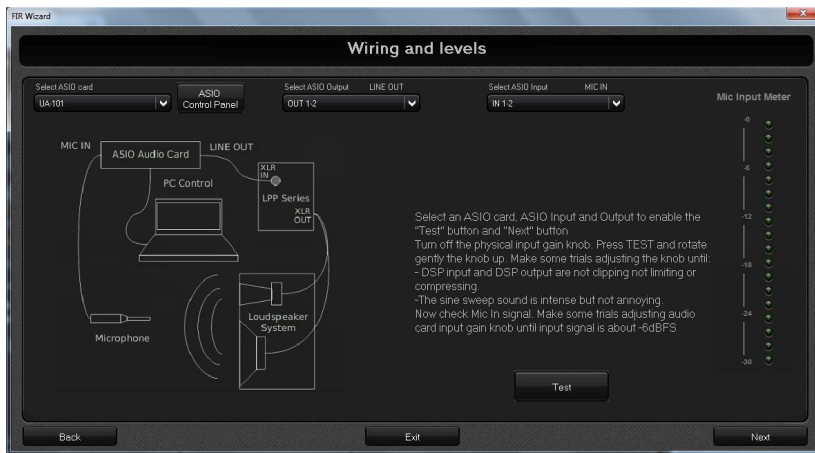 FIR Wizard
Wiring and levels
Select ASIO card
UA-101
ASIO
Control Panel
Select ASIO Output LINE OUT
OUT 1-2
Select ASIO Input MIC IN
IN 1-2
Mic Input Meter
-0
-6
-12
-18
-24
-30
MIC IN
ASIO Audio Card
LINE OUT
PC Control
XLR
IN
LPP Series
XLR
OUT
Loudspeaker
System
Microphone
Select an ASIO card, ASIO Input and Output to enable the
"Test" button and "Next" button
Turn off the physical input gain knob. Press TEST and rotate
gently the knob up. Make some trials adjusting the knob until:
- DSP input and DSP output are not clipping not limiting or
compressing.
-The sine sweep sound is intense but not annoying.
Now check Mic In signal. Make some trials adjusting audio
card input gain knob until input signal is about -6dBFS
Test
Back
Exit
Next